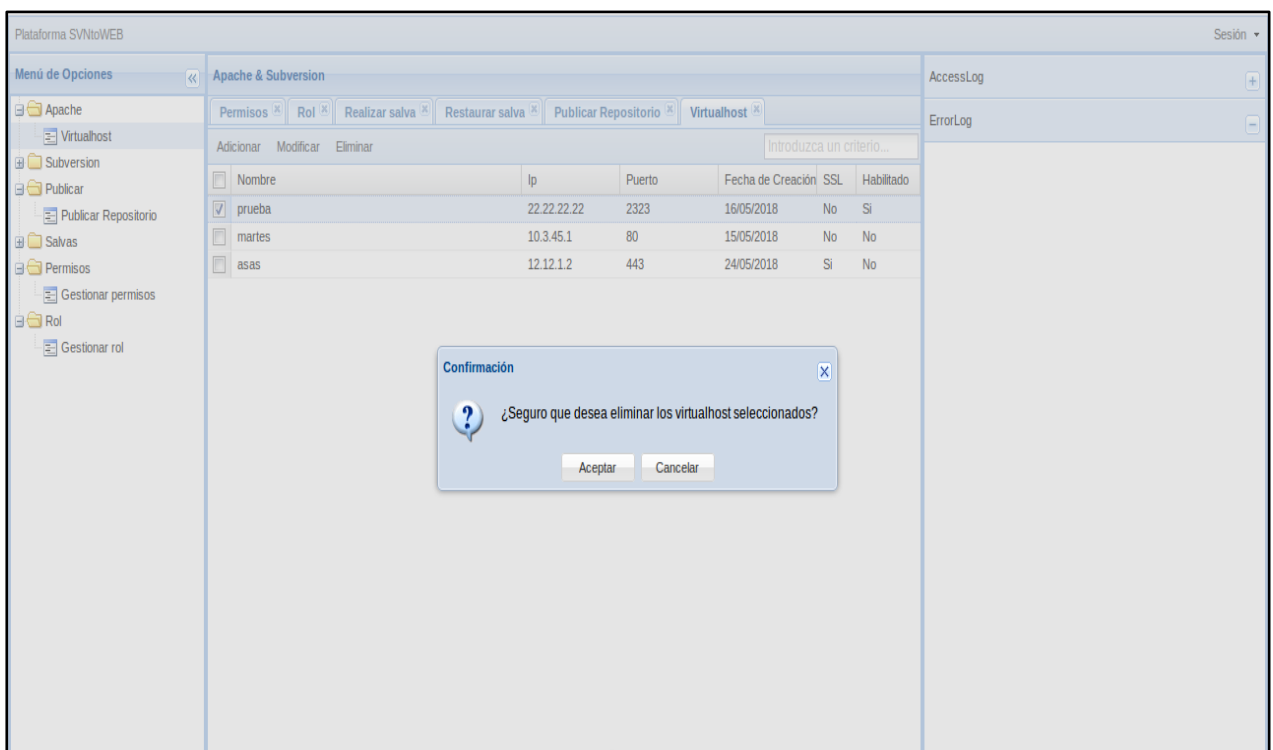 Plataforma SVNtoWEB
Sesión
Menú de Opciones
Apache
Virtualhost
Subversion
Publicar
Publicar Repositorio
Salvas
Permisos
Gestionar permisos
Rol
Gestionar rol
Apache & Subversion
Permisos Rol Realizar salva Restaurar salva Publicar Repositorio Virtualhost
Adicionar Modificar Eliminar Introduzca un criterio...
Nombre Ip Puerto Fecha de Creación SSL Habilitado
prueba 22.22.22.22 2323 16/05/2018 No Si
martes 10.3.45.1 80 15/05/2018 No No
asas 12.12.1.2 443 24/05/2018 Si No
Confirmación
¿Seguro que desea eliminar los virtualhost seleccionados?
Aceptar Cancelar
AccessLog
ErrorLog